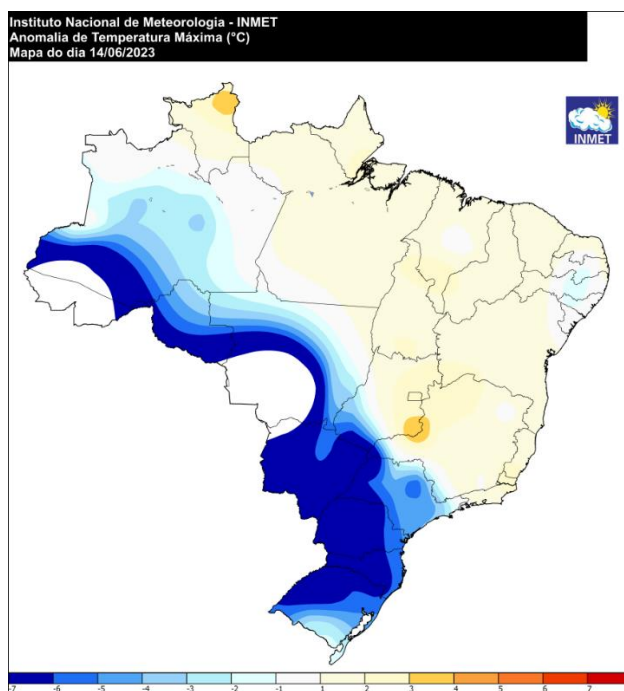 Instituto Nacional de Meteorologia - INMET
Anomalia de Temperatura Máxima (°C)
Mapa do dia 14/06/2023
INMET
-7 -6 -5 -4 -3 -2 -1 1 2 3 4 5 6 7